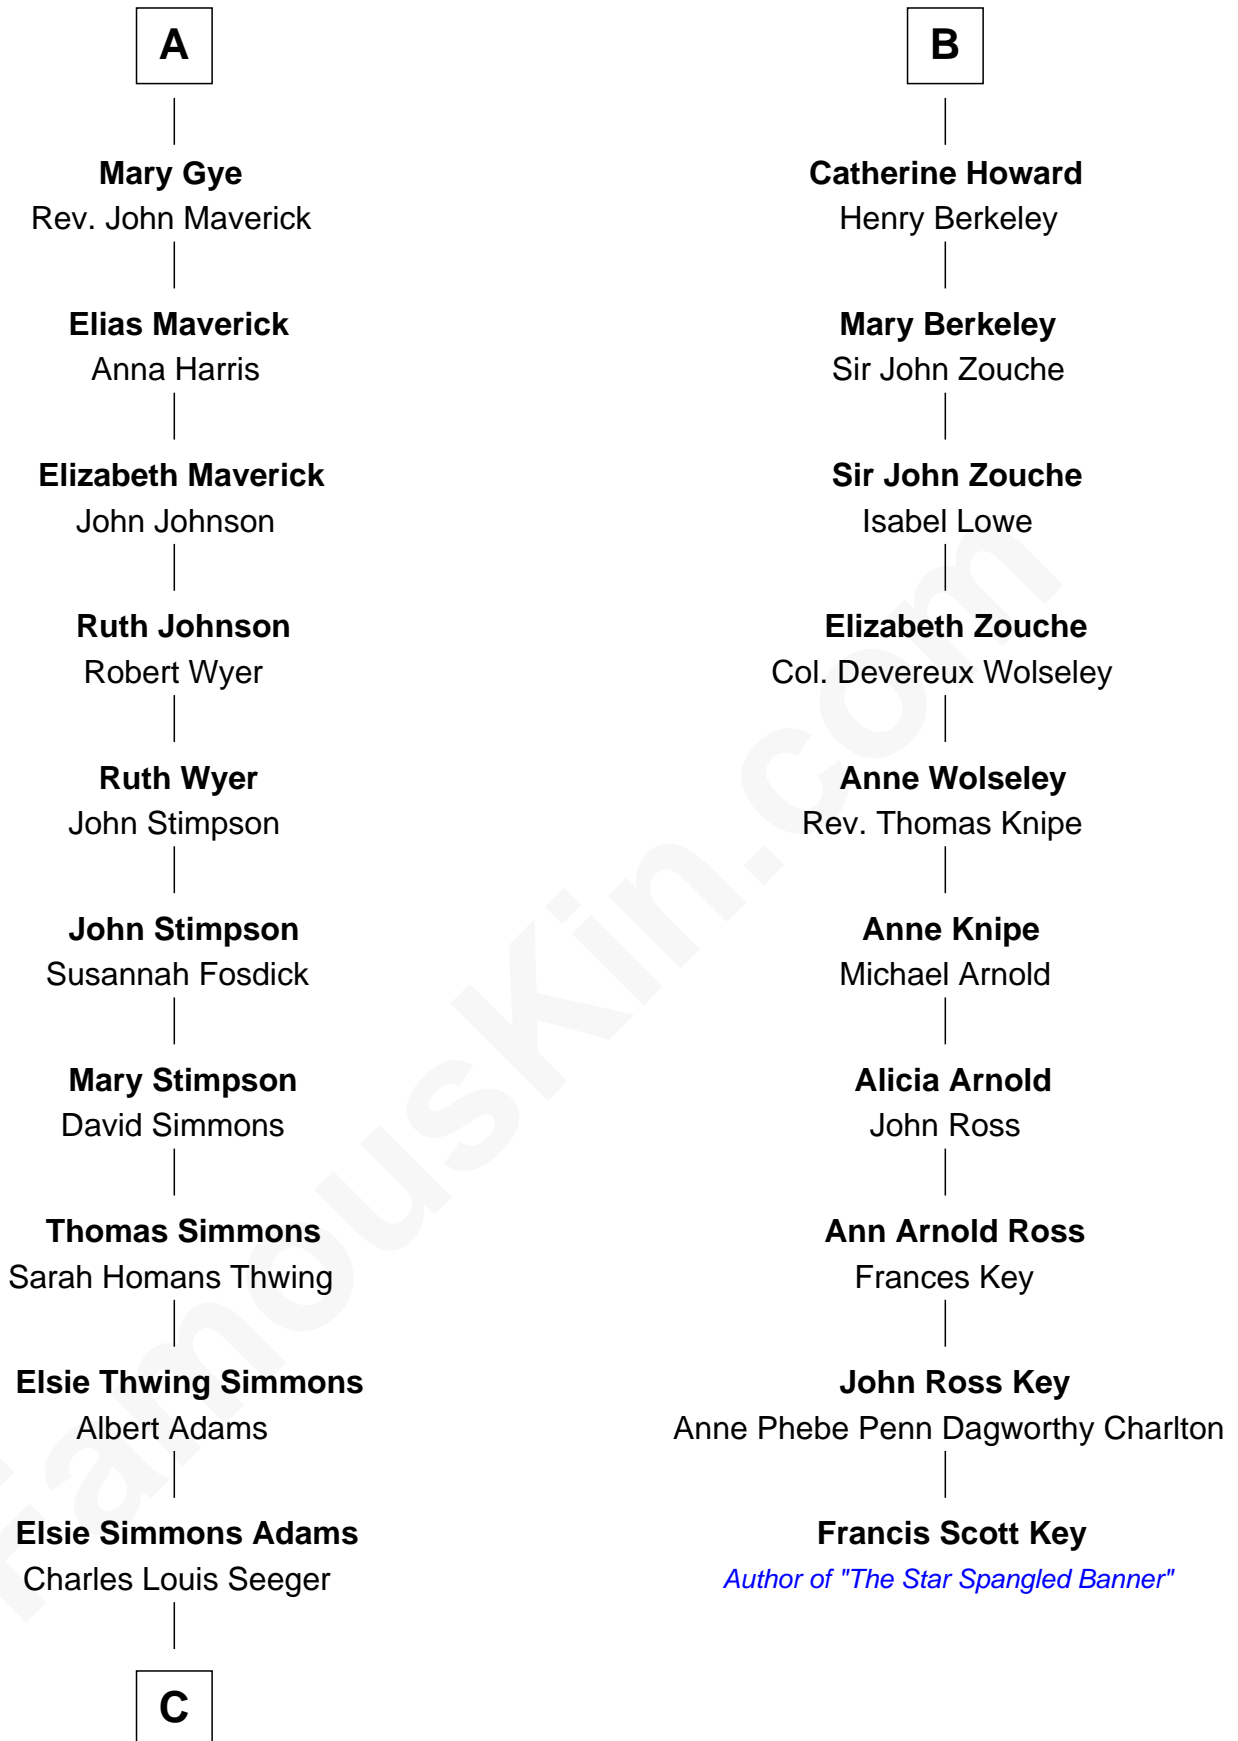 A
Mary Gye
Rev. John Maverick
Elias Maverick
Anna Harris
Elizabeth Maverick
John Johnson
Ruth Johnson
Robert Wyer
Ruth Wyer
John Stimpson
John Stimpson
Susannah Fosdick
Mary Stimpson
David Simmons
Thomas Simmons
Sarah Homans Thwing
Elsie Thwing Simmons
Albert Adams
Elsie Simmons Adams
Charles Louis Seeger
C
B
Catherine Howard
Henry Berkeley
Mary Berkeley
Sir John Zouche
Sir John Zouche
Isabel Lowe
Elizabeth Zouche
Col. Devereux Wolseley
Anne Wolseley
Rev. Thomas Knipe
Anne Knipe
Michael Arnold
Alicia Arnold
John Ross
Ann Arnold Ross
Frances Key
John Ross Key
Anne Phebe Penn Dagworthy Charlton
Francis Scott Key
Author of "The Star Spangled Banner"
FamousKin.com